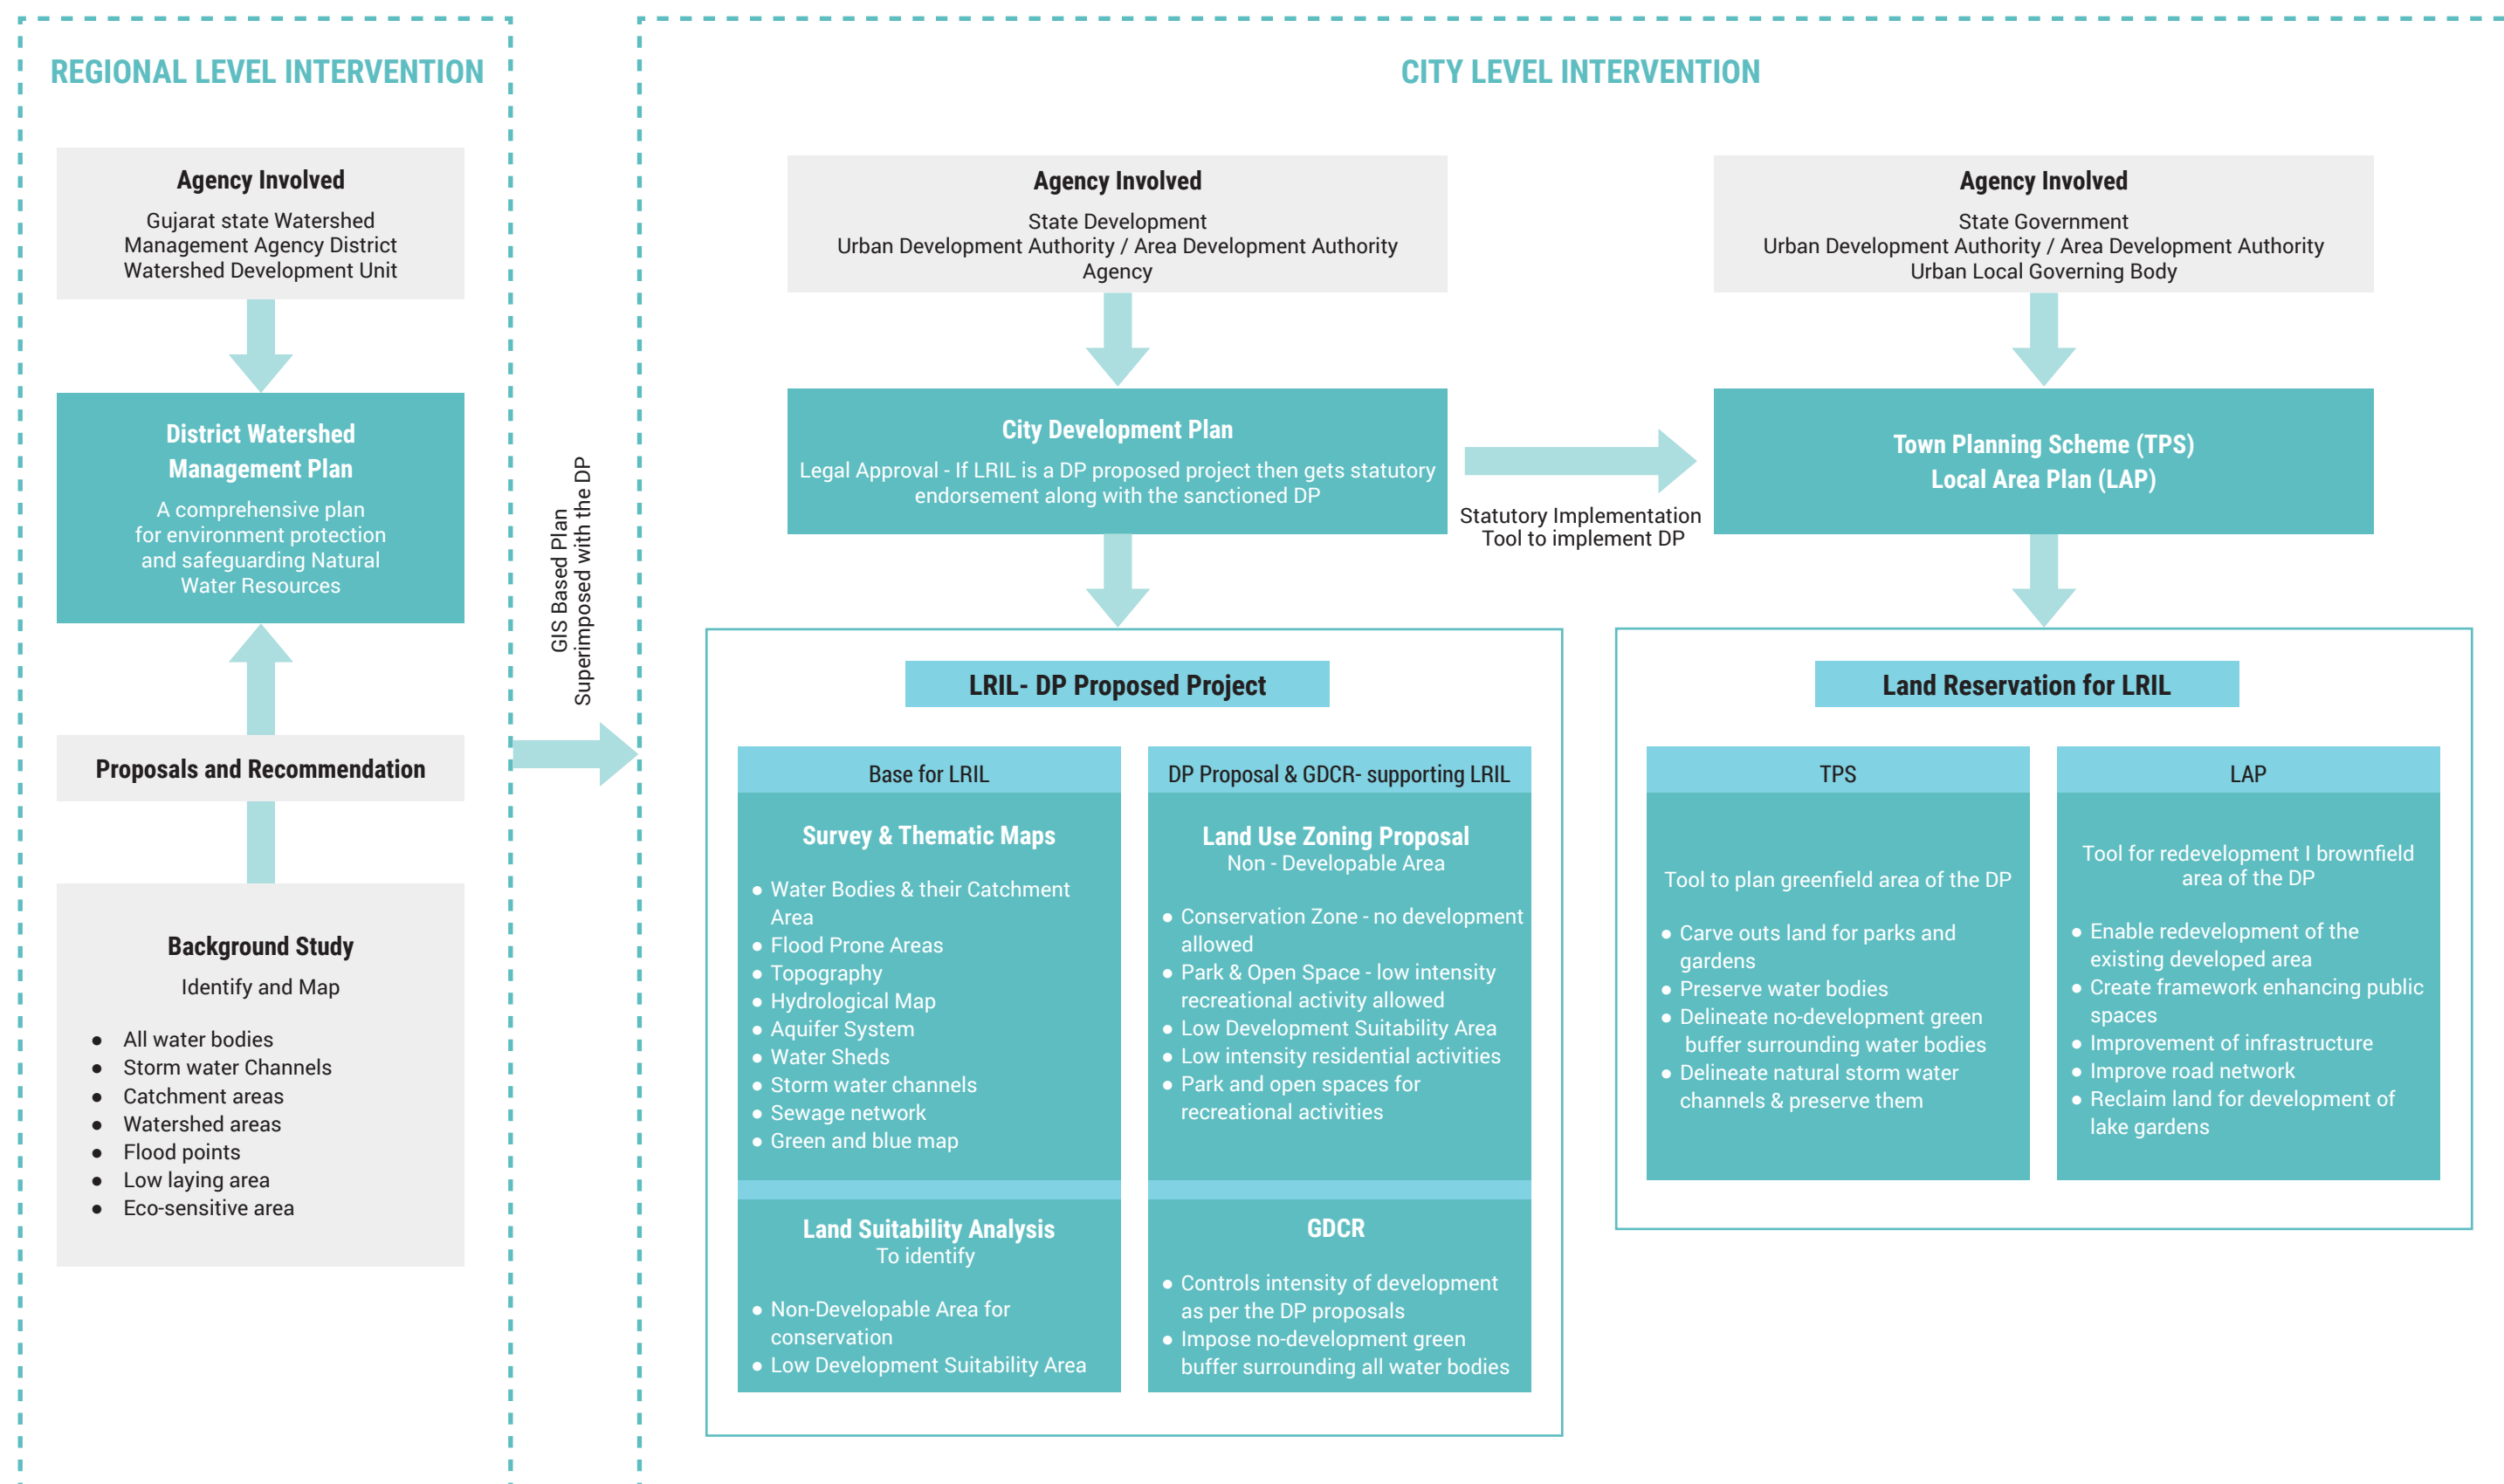 REGIONAL LEVEL INTERVENTION
Agency Involved
Gujarat state Watershed
Management Agency District
Watershed Development Unit
District Watershed
Management Plan
A comprehensive plan
for environment protection
and safeguarding Natural
Water Resources
Proposals and Recommendation
Background Study
Identify and Map
● All water bodies
● Storm water Channels
● Catchment areas
● Watershed areas
● Flood points
● Low laying area
● Eco-sensitive area
GIS Based Plan
Superimposed with the DP
CITY LEVEL INTERVENTION
Agency Involved
State Development
Urban Development Authority / Area Development Authority
Agency
City Development Plan
Legal Approval - If LRIL is a DP proposed project then gets statutory
endorsement along with the sanctioned DP
Statutory Implementation
Tool to implement DP
Agency Involved
State Government
Urban Development Authority / Area Development Authority
Urban Local Governing Body
Town Planning Scheme (TPS)
Local Area Plan (LAP)
LRIL- DP Proposed Project
Base for LRIL
Survey & Thematic Maps
● Water Bodies & their Catchment
Area
● Flood Prone Areas
● Topography
● Hydrological Map
● Aquifer System
● Water Sheds
● Storm water channels
● Sewage network
● Green and blue map
Land Suitability Analysis
To identify
● Non-Developable Area for
conservation
● Low Development Suitability Area
DP Proposal & GDCR- supporting LRIL
Land Use Zoning Proposal
Non - Developable Area
● Conservation Zone - no development
allowed
● Park & Open Space - low intensity
recreational activity allowed
● Low Development Suitability Area
● Low intensity residential activities
● Park and open spaces for
recreational activities
GDCR
● Controls intensity of development
as per the DP proposals
● Impose no-development green
buffer surrounding all water bodies
Land Reservation for LRIL
TPS
Tool to plan greenfield area of the DP
● Carve outs land for parks and
gardens
● Preserve water bodies
● Delineate no-development green
buffer surrounding water bodies
● Delineate natural storm water
channels & preserve them
LAP
Tool for redevelopment I brownfield
area of the DP
● Enable redevelopment of the
existing developed area
● Create framework enhancing public
spaces
● Improvement of infrastructure
● Improve road network
● Reclaim land for development of
lake gardens